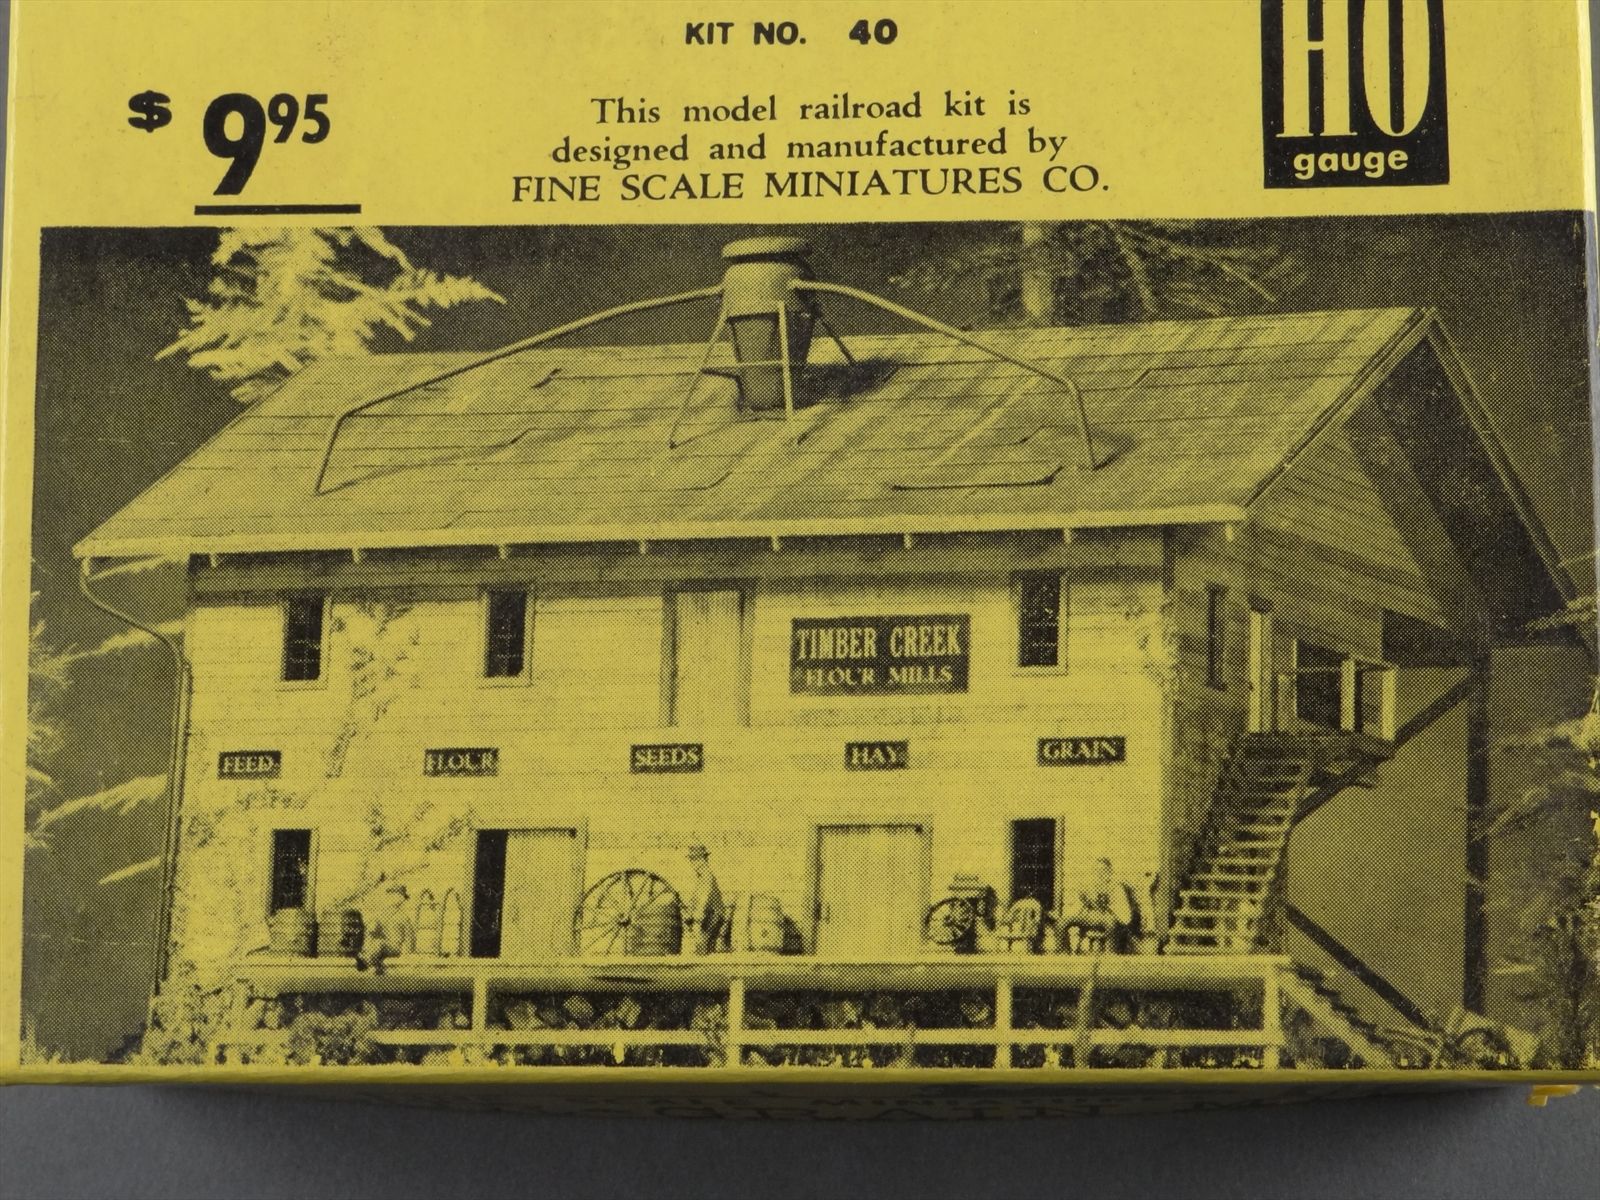 KIT NO. 40
HO
gauge
$ 9.95
This model railroad kit is
designed and manufactured by
FINE SCALE MINIATURES CO.
TIMBER CREEK
FLOUR MILLS
FEED
FLOUR
SEEDS
HAY
GRAIN